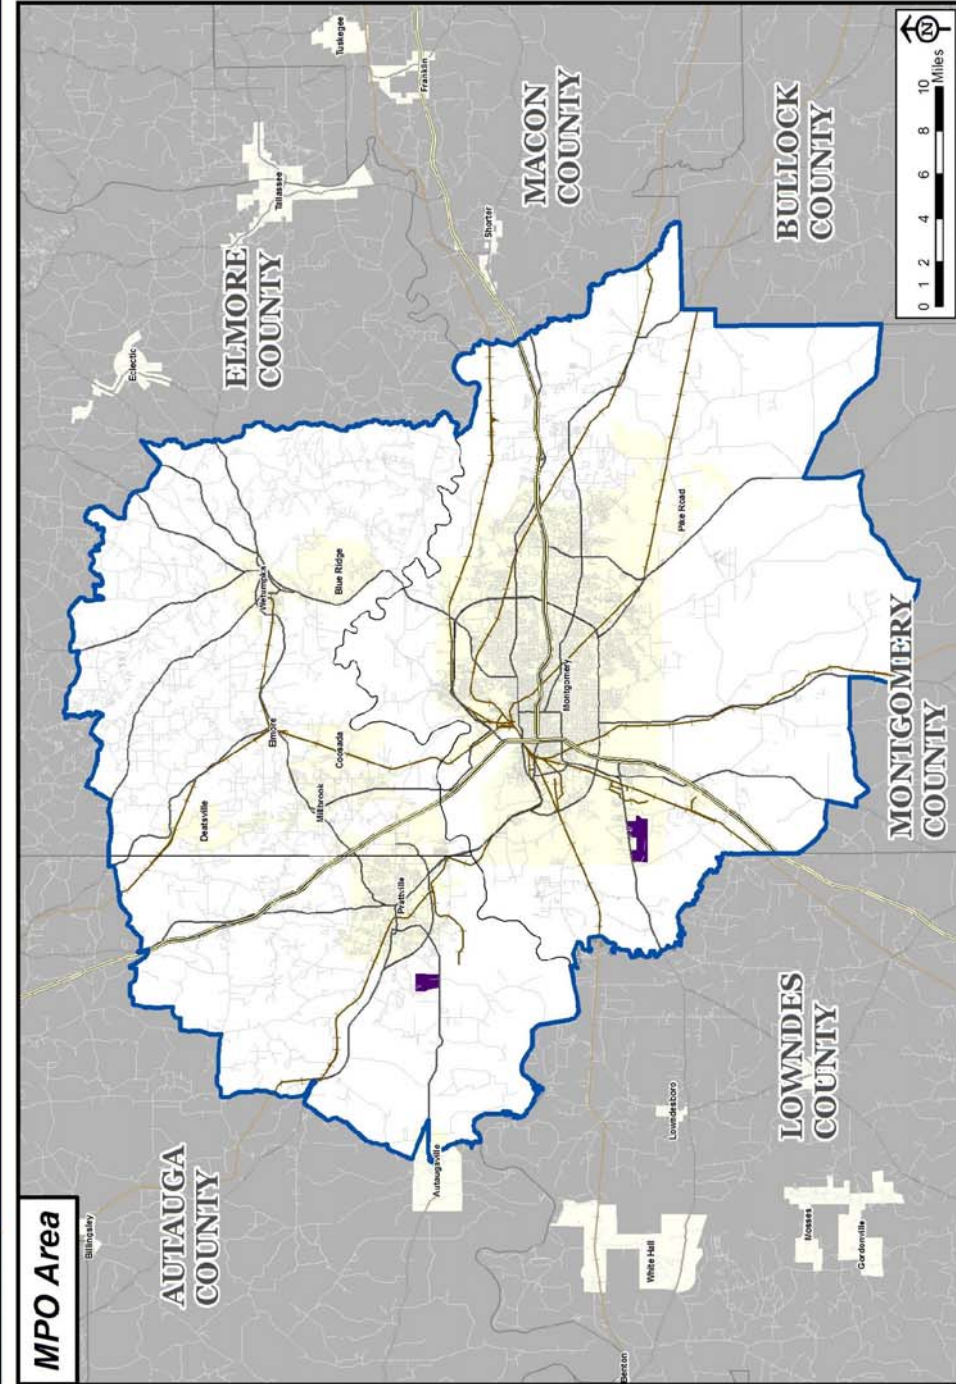 MPO Area
Billingsley
AUTAUGA
COUNTY
Autaugaville
Deatsville
Elmore
Millbrook
Coosada
Prattville
Wetumpka
Blue Ridge
Eclectic
ELMORE
COUNTY
Tallassee
Tuskegee
Franklin
Shorter
MACON
COUNTY
Montgomery
Pike Road
White Hall
Lowndesboro
Benton
Mosses
Gordonville
LOWNDES
COUNTY
MONTGOMERY
COUNTY
BULLOCK
COUNTY
N
0 1 2 4 6 8 10
Miles